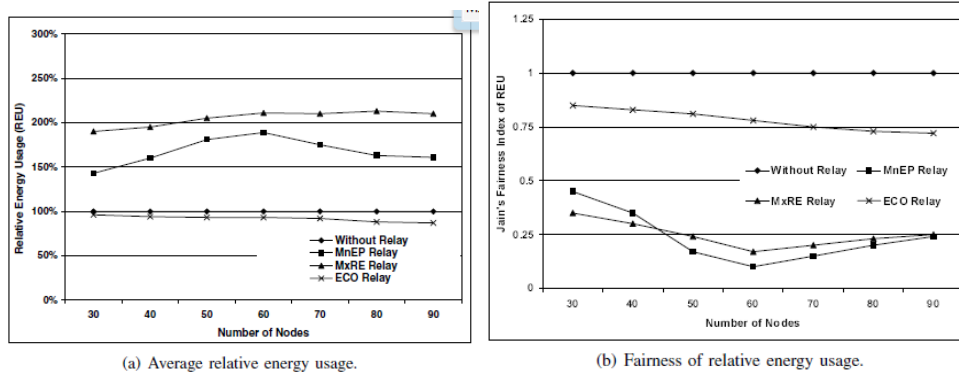 300%
250%
200%
150%
100%
50%
0%
Relative Energy Usage (REU)
Without Relay
MnEP Relay
MxRE Relay
ECO Relay
30 40 50 60 70 80 90
Number of Nodes
(a) Average relative energy usage.
1.25
1
0.75
0.5
0.25
0
Jain's Fairness Index of REU
Without Relay MnEP Relay
MxRE Relay ECO Relay
30 40 50 60 70 80 90
Number of Nodes
(b) Fairness of relative energy usage.